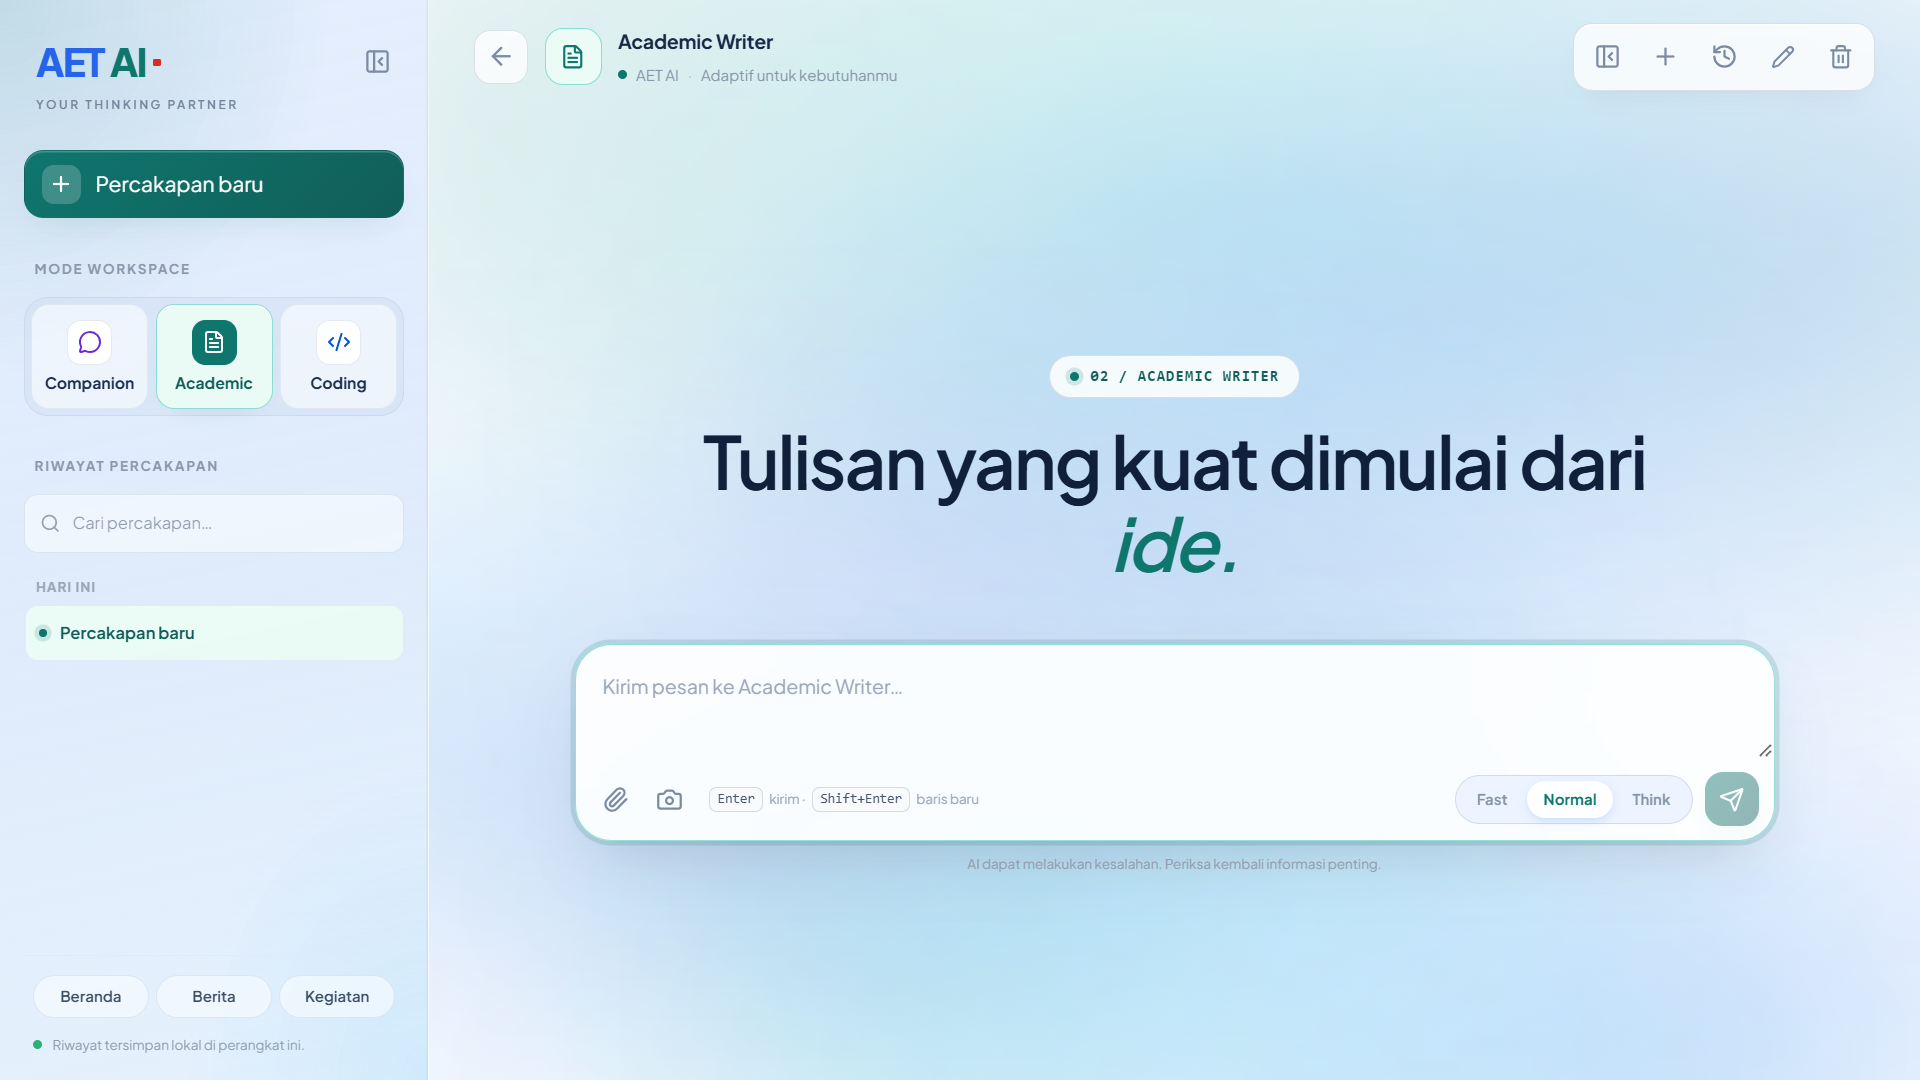 AET AI
YOUR THINKING PARTNER
Percakapan baru
MODE WORKSPACE
Companion
Academic
Coding
RIWAYAT PERCAKAPAN
Cari percakapan...
HARI INI
Percakapan baru
Beranda
Berita
Kegiatan
Riwayat tersimpan lokal di perangkat ini.
Academic Writer
AET AI · Adaptif untuk kebutuhanmu
02 / ACADEMIC WRITER
Tulisan yang kuat dimulai dari
ide.
Kirim pesan ke Academic Writer...
Enter kirim · Shift+Enter baris baru
Fast
Normal
Think
AI dapat melakukan kesalahan. Periksa kembali informasi penting.